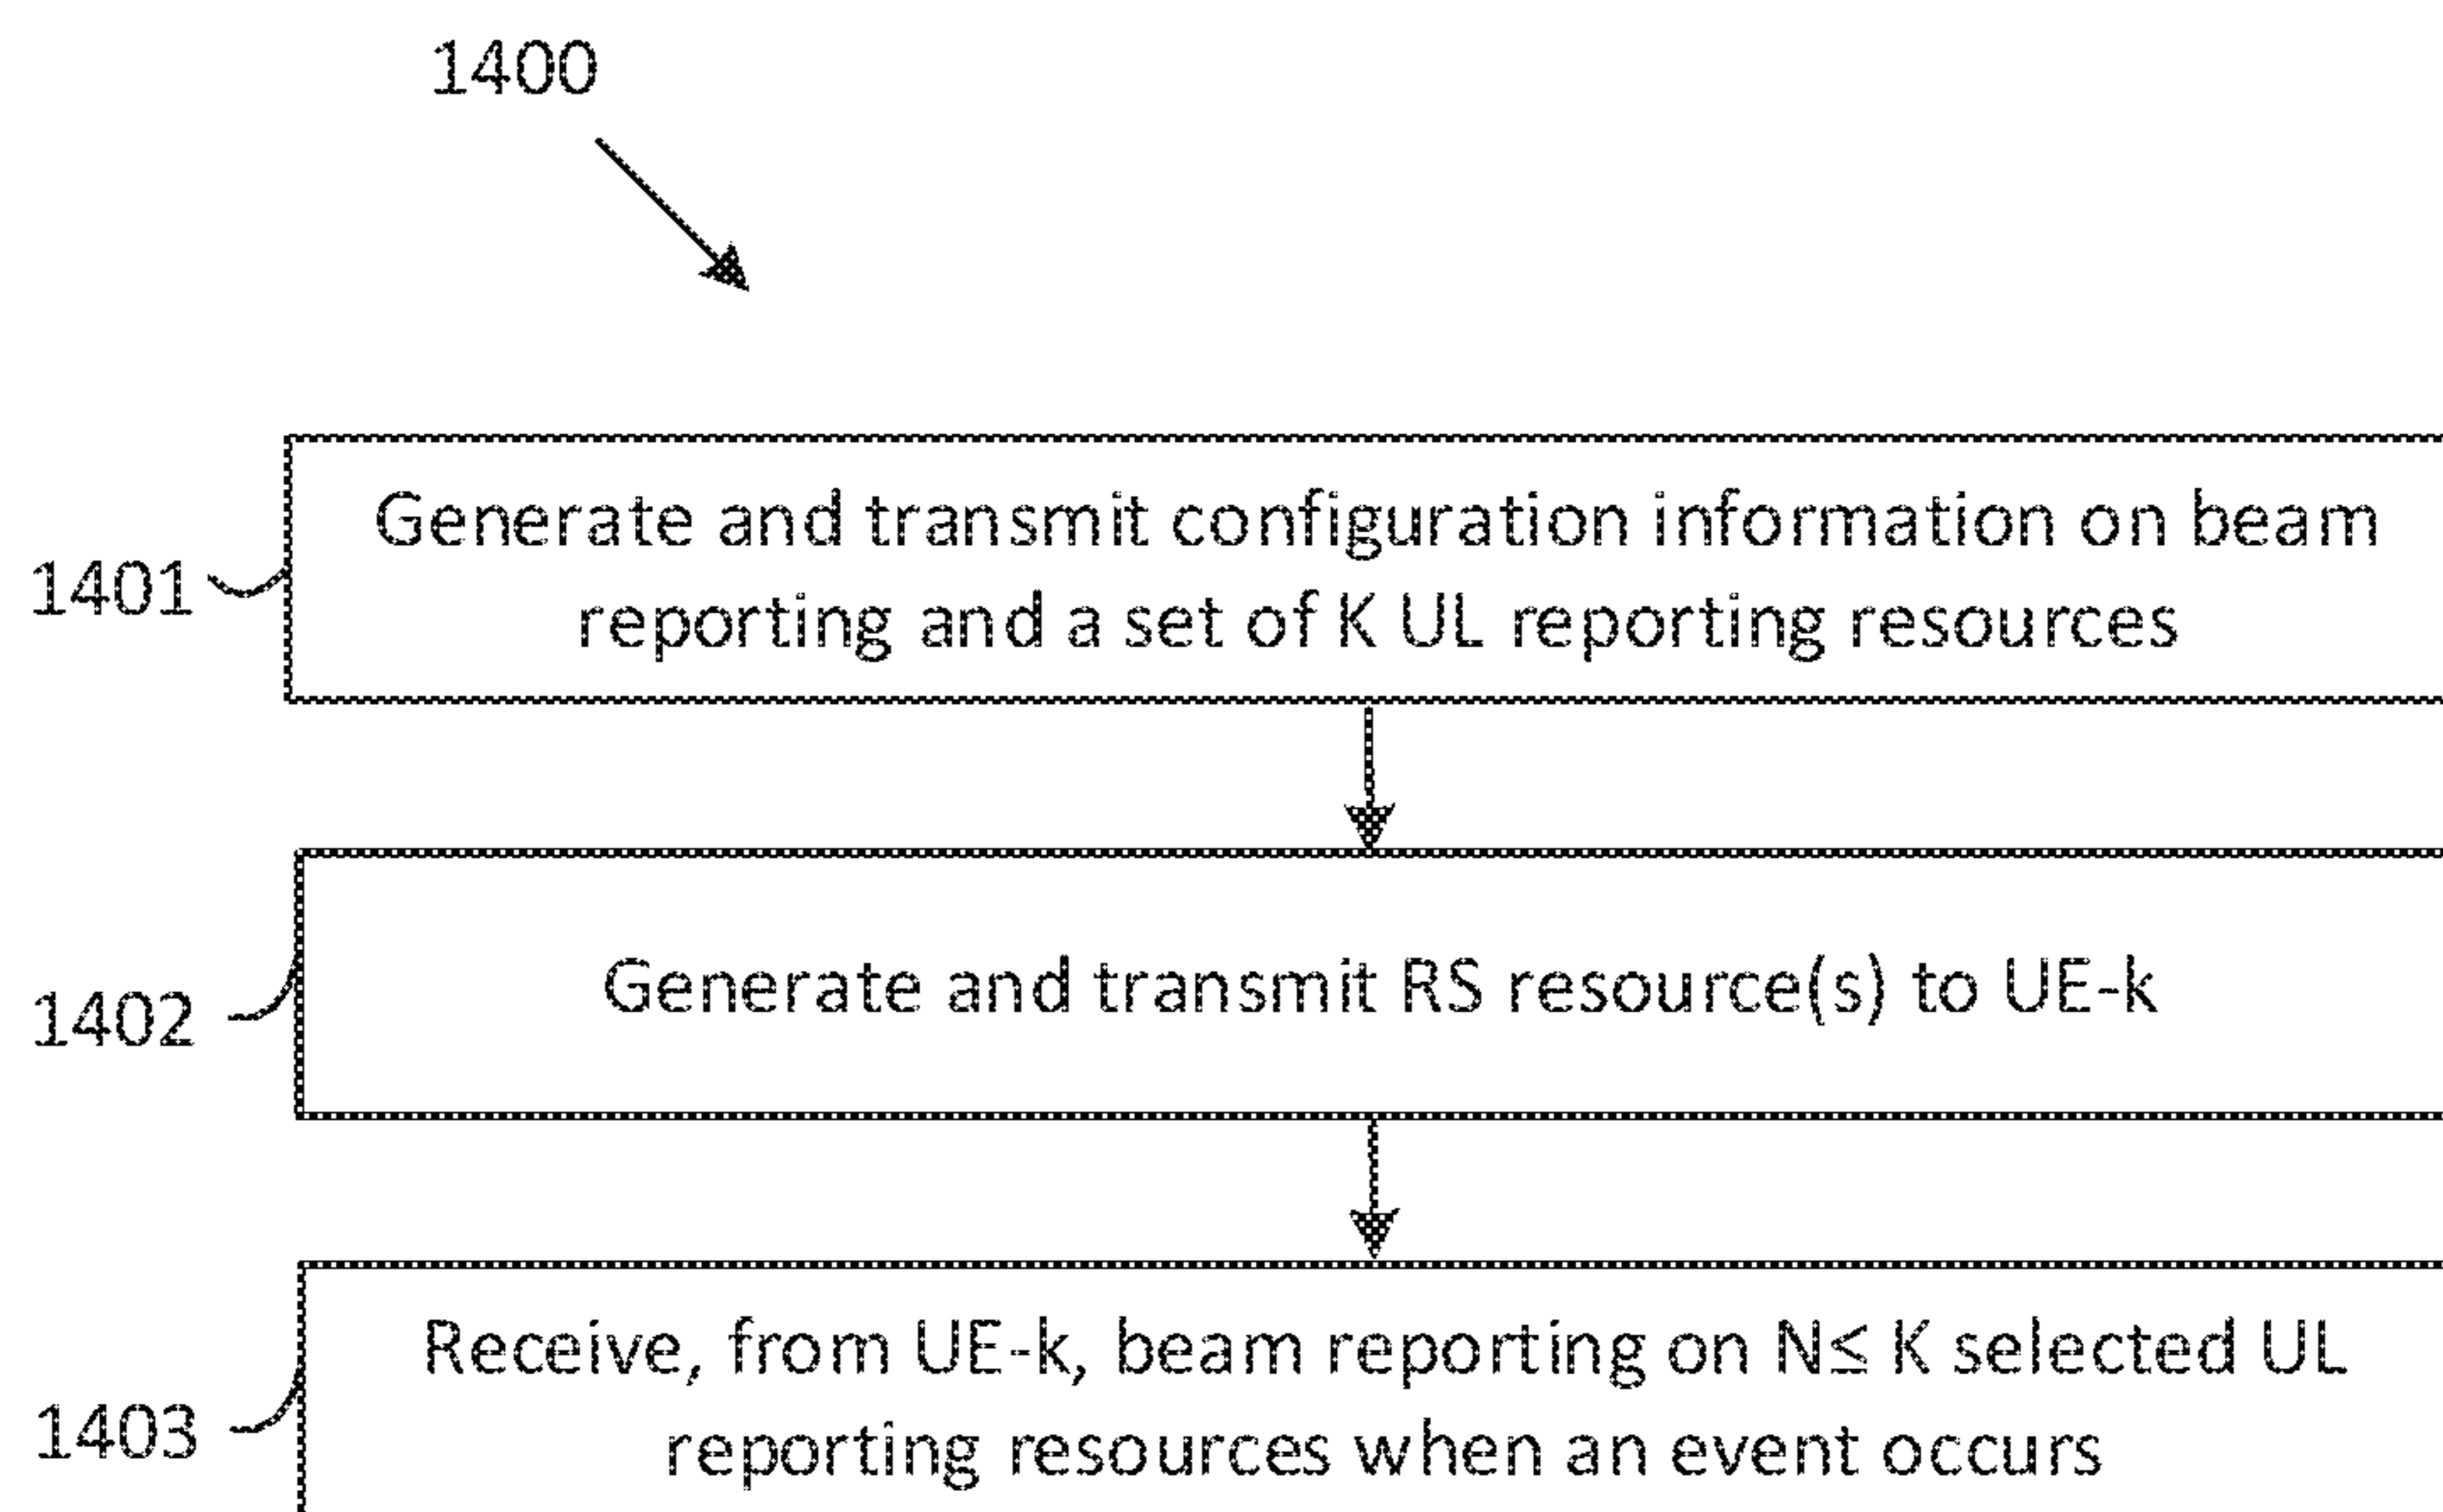 1400
Generate and transmit configuration information on beam
1401
reporting and a set of K UL reporting resources
Generate and transmit RS resource(s) to UE-k
1402
Receive, from UE-k, beam reporting on N≤ K selected UL
1403
reporting resources when an event occurs